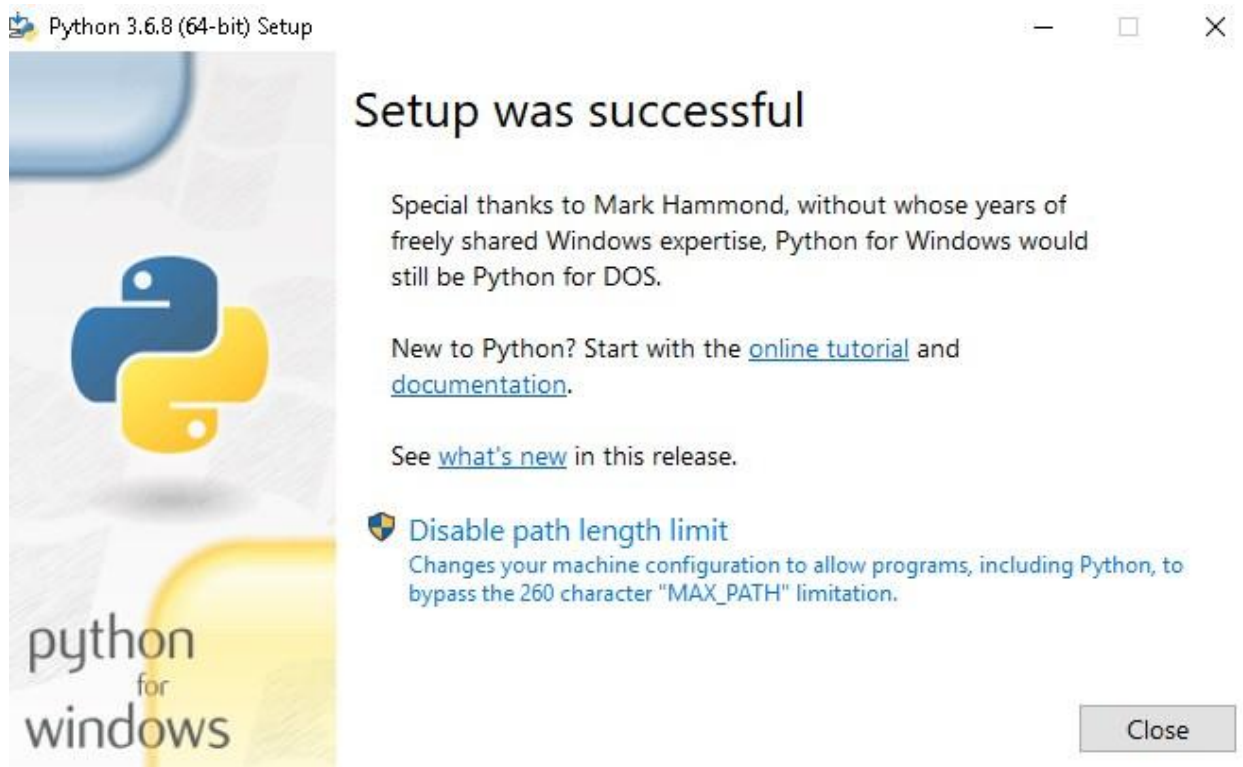 Python 3.6.8 (64-bit) Setup
Setup was successful
Special thanks to Mark Hammond, without whose years of
freely shared Windows expertise, Python for Windows would
still be Python for DOS.
New to Python? Start with the online tutorial and
documentation.
See what's new in this release.
Disable path length limit
Changes your machine configuration to allow programs, including Python, to
bypass the 260 character "MAX_PATH" limitation.
python
for
windows
Close